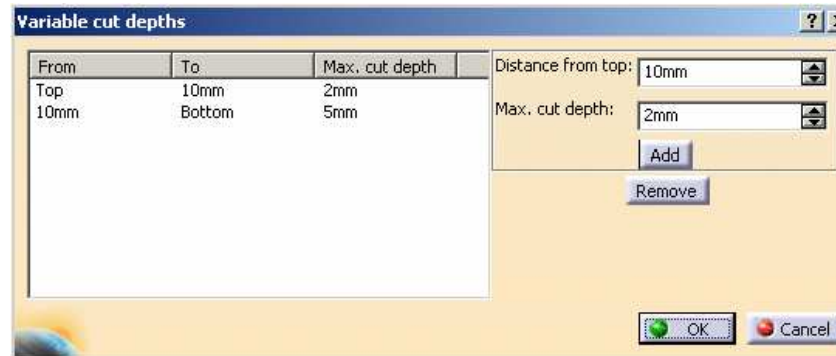 Variable cut depths
From To Max. cut depth
Top 10mm 2mm
10mm Bottom 5mm
Distance from top: 10mm
Max. cut depth: 2mm
Add
Remove
OK Cancel